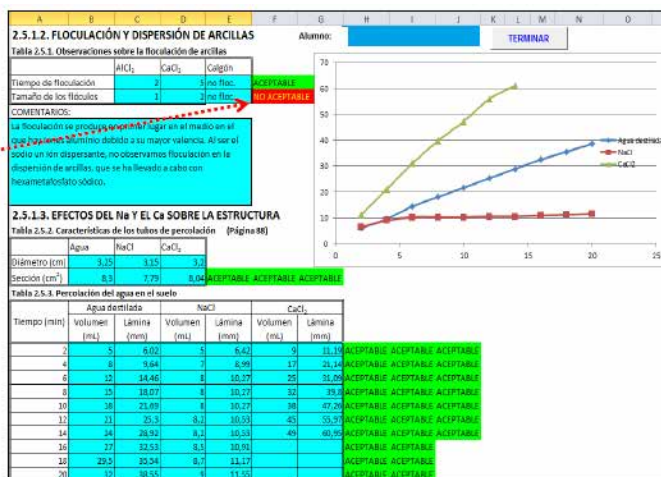 A B C D E F G H I J K L M N O
2.5.1.2. FLOCULACIÓN Y DISPERSIÓN DE ARCILLAS
Alumno:
TERMINAR
Tabla 2.5.1. Observaciones sobre la floculación de arcillas
AlCl₃ CaCl₂ Calgón
Tiempo de floculación 2 5 no floc. ACEPTABLE
Tamaño de los flóculos 1 3 no floc. NO ACEPTABLE
COMENTARIOS:
La floculación se produce en primer lugar en el medio en el
que hay iones aluminio debido a su mayor valencia. Al ser el
sodio un ión dispersante, no observamos floculación en la
dispersión de arcillas, que se ha llevado a cabo con
hexametafosfato sódico.
70
60
50
40
30
20
10
0
0 5 10 15 20 25
Agua destilada
NaCl
CaCl2
2.5.1.3. EFECTOS DEL Na Y EL Ca SOBRE LA ESTRUCTURA
Tabla 2.5.2. Características de los tubos de percolación (Página 88)
Agua NaCl CaCl₂
Diámetro (cm) 3,25 3,15 3,2
Sección (cm²) 8,3 7,79 8,04 ACEPTABLE ACEPTABLE ACEPTABLE
Tabla 2.5.3. Percolación del agua en el suelo
Agua destilada NaCl CaCl₂
Tiempo (min) Volumen Lámina Volumen Lámina Volumen Lámina
(mL) (mm) (mL) (mm) (mL) (mm)
2 5 6,02 5 6,42 9 11,19 ACEPTABLE ACEPTABLE ACEPTABLE
4 8 9,64 7 8,99 17 21,14 ACEPTABLE ACEPTABLE ACEPTABLE
6 12 14,46 8 10,27 25 31,09 ACEPTABLE ACEPTABLE ACEPTABLE
8 15 18,07 8 10,27 32 39,8 ACEPTABLE ACEPTABLE ACEPTABLE
10 18 21,69 8 10,27 38 47,26 ACEPTABLE ACEPTABLE ACEPTABLE
12 21 25,3 8,2 10,53 45 55,97 ACEPTABLE ACEPTABLE ACEPTABLE
14 24 28,92 8,2 10,53 49 60,95 ACEPTABLE ACEPTABLE ACEPTABLE
16 27 32,53 8,5 10,91 ACEPTABLE ACEPTABLE
18 29,5 35,54 8,7 11,17 ACEPTABLE ACEPTABLE
20 32 38,55 9 11,55 ACEPTABLE ACEPTABLE